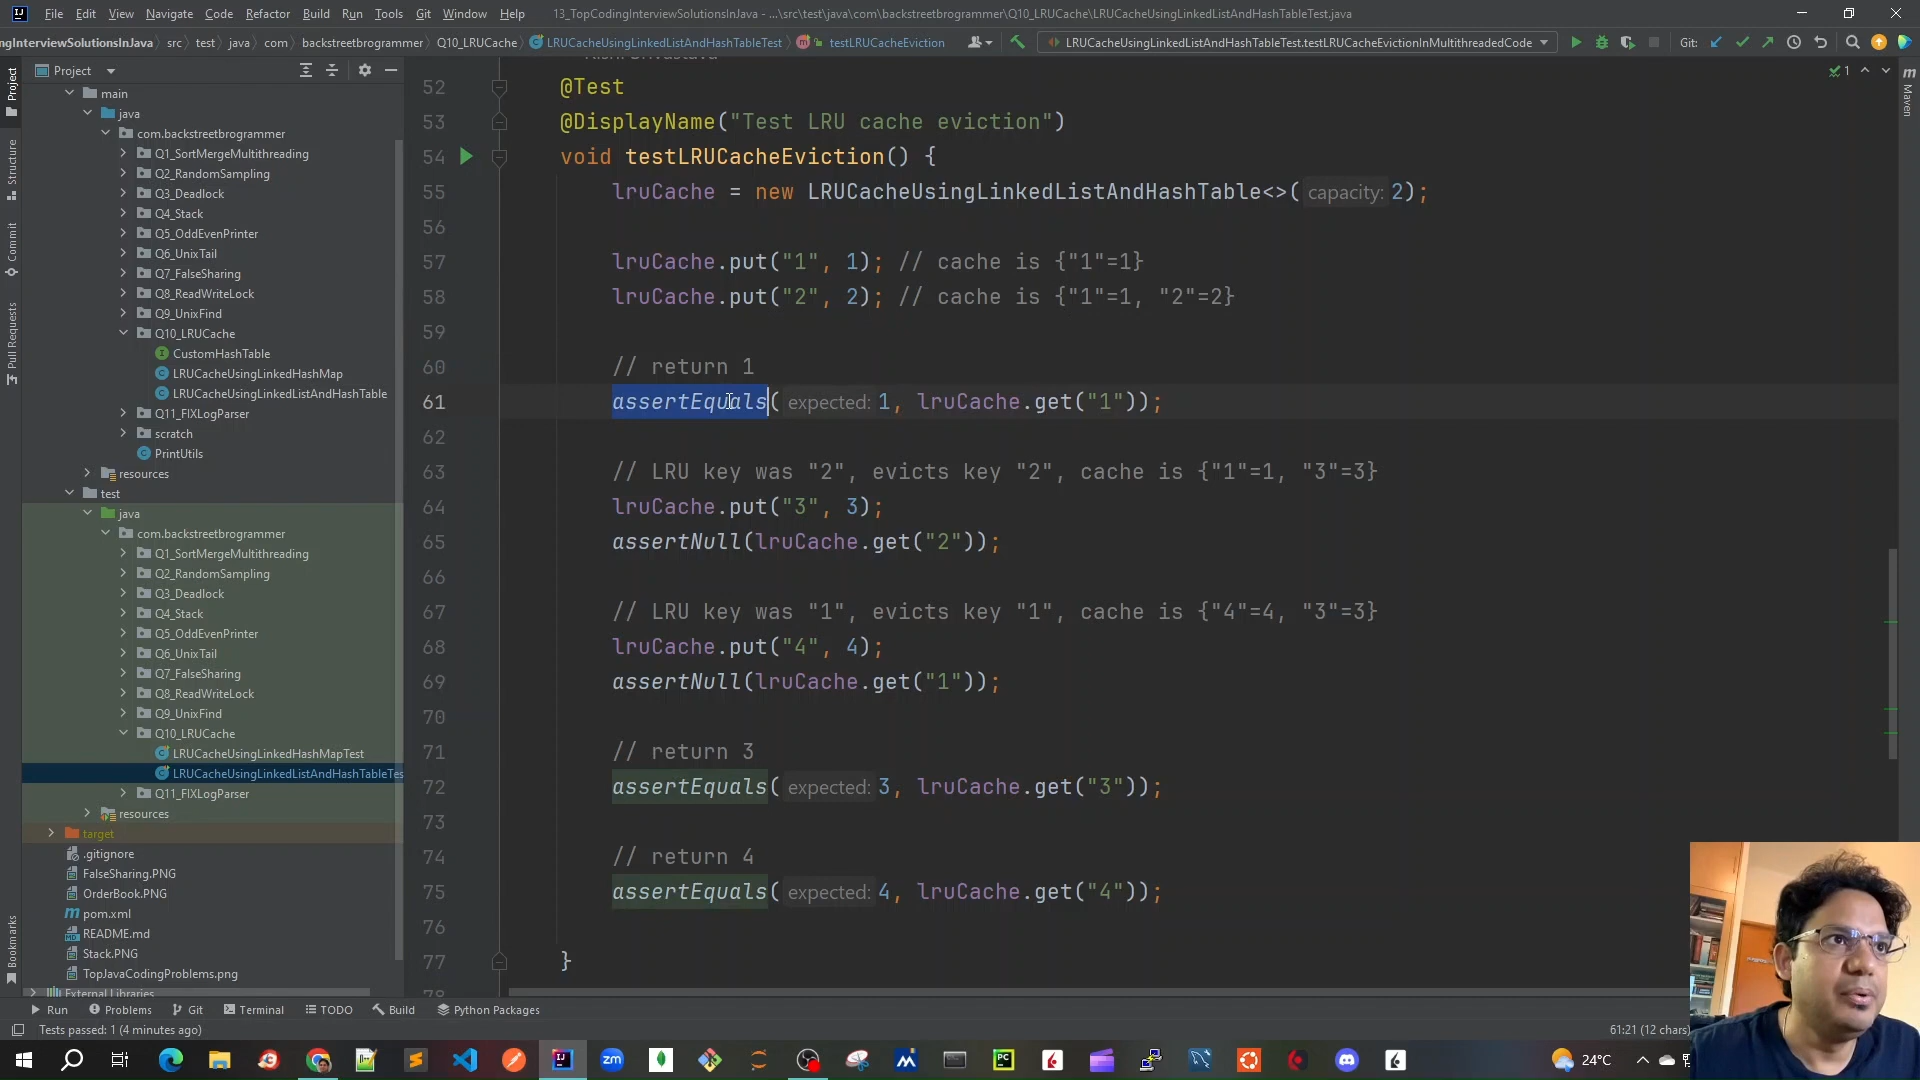 File Edit View Navigate Code Refactor Build Run Tools Git Window Help 13_TopCodingInterviewSolutionsInJava - ...\src\test\java\com\backstreetbrogrammer\Q10_LRUCache\LRUCacheUsingLinkedListAndHashTableTest.java
ngInterviewSolutionsInJava src test java com backstreetbrogrammer Q10_LRUCache LRUCacheUsingLinkedListAndHashTableTest testLRUCacheEviction LRUCacheUsingLinkedListAndHashTableTest.testLRUCacheEvictionInMultithreadedCode Git:
Project
Project
Structure
Commit
Pull Requests
Bookmarks
Maven
main
java
com.backstreetbrogrammer
Q1_SortMergeMultithreading
Q2_RandomSampling
Q3_Deadlock
Q4_Stack
Q5_OddEvenPrinter
Q6_UnixTail
Q7_FalseSharing
Q8_ReadWriteLock
Q9_UnixFind
Q10_LRUCache
CustomHashTable
LRUCacheUsingLinkedHashMap
LRUCacheUsingLinkedListAndHashTable
Q11_FIXLogParser
scratch
PrintUtils
resources
test
java
com.backstreetbrogrammer
Q1_SortMergeMultithreading
Q2_RandomSampling
Q3_Deadlock
Q4_Stack
Q5_OddEvenPrinter
Q6_UnixTail
Q7_FalseSharing
Q8_ReadWriteLock
Q9_UnixFind
Q10_LRUCache
LRUCacheUsingLinkedHashMapTest
LRUCacheUsingLinkedListAndHashTableTes
Q11_FIXLogParser
resources
target
.gitignore
FalseSharing.PNG
OrderBook.PNG
pom.xml
README.md
Stack.PNG
TopJavaCodingProblems.png
External Libraries
1
52 @Test
53 @DisplayName("Test LRU cache eviction")
54 void testLRUCacheEviction() {
55 lruCache = new LRUCacheUsingLinkedListAndHashTable<>( capacity: 2);
56
57 lruCache.put("1", 1); // cache is {"1"=1}
58 lruCache.put("2", 2); // cache is {"1"=1, "2"=2}
59
60 // return 1
61 assertEquals( expected: 1, lruCache.get("1"));
62
63 // LRU key was "2", evicts key "2", cache is {"1"=1, "3"=3}
64 lruCache.put("3", 3);
65 assertNull(lruCache.get("2"));
66
67 // LRU key was "1", evicts key "1", cache is {"4"=4, "3"=3}
68 lruCache.put("4", 4);
69 assertNull(lruCache.get("1"));
70
71 // return 3
72 assertEquals( expected: 3, lruCache.get("3"));
73
74 // return 4
75 assertEquals( expected: 4, lruCache.get("4"));
76
77 }
78
Run Problems Git Terminal TODO Build Python Packages
Tests passed: 1 (4 minutes ago) 61:21 (12 chars)
24°C